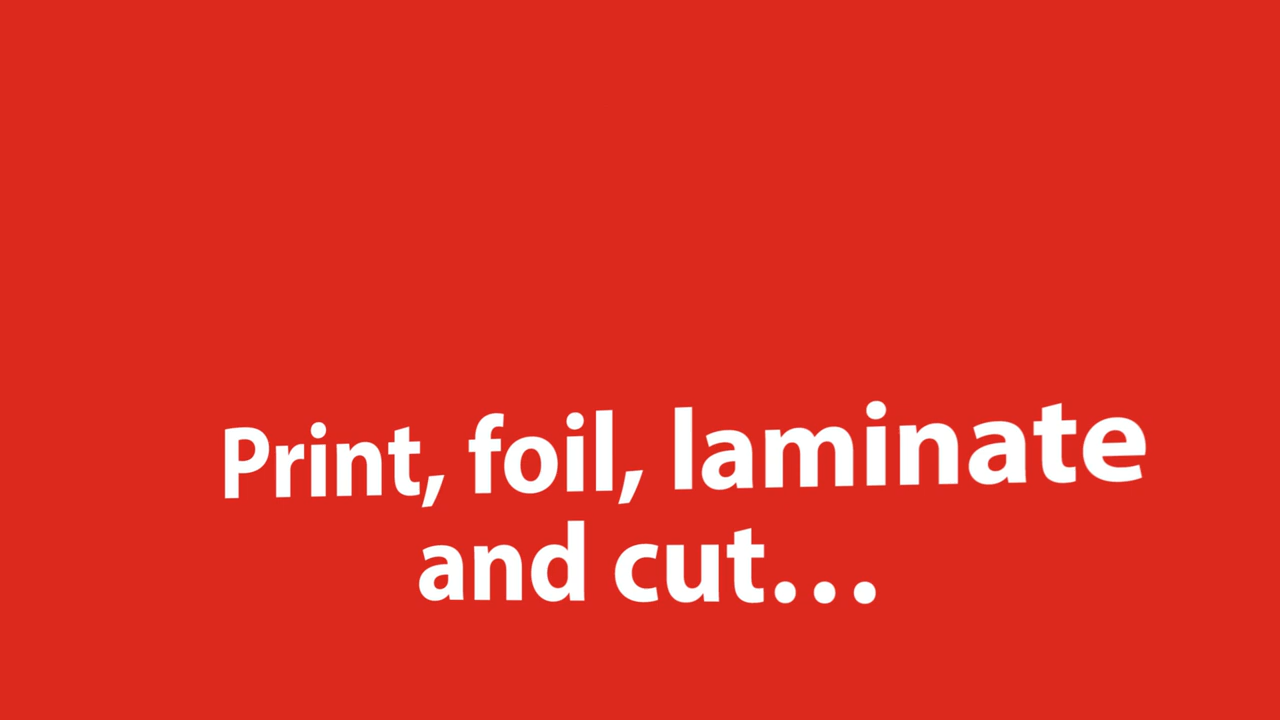 Print, foil, laminate
and cut…